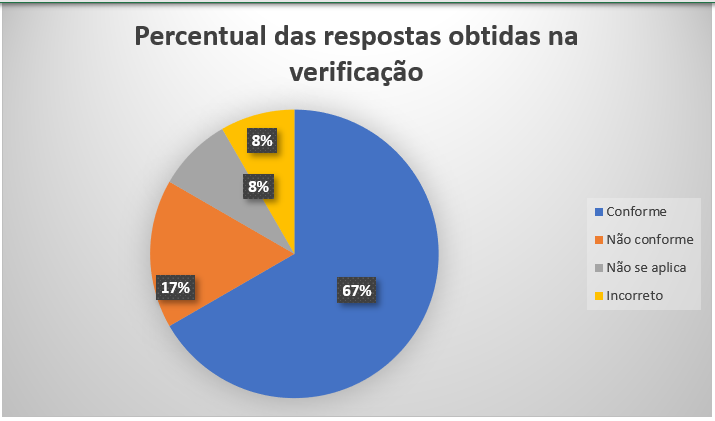 Percentual das respostas obtidas na
verificação
8%
8%
17%
67%
Conforme
Não conforme
Não se aplica
Incorreto